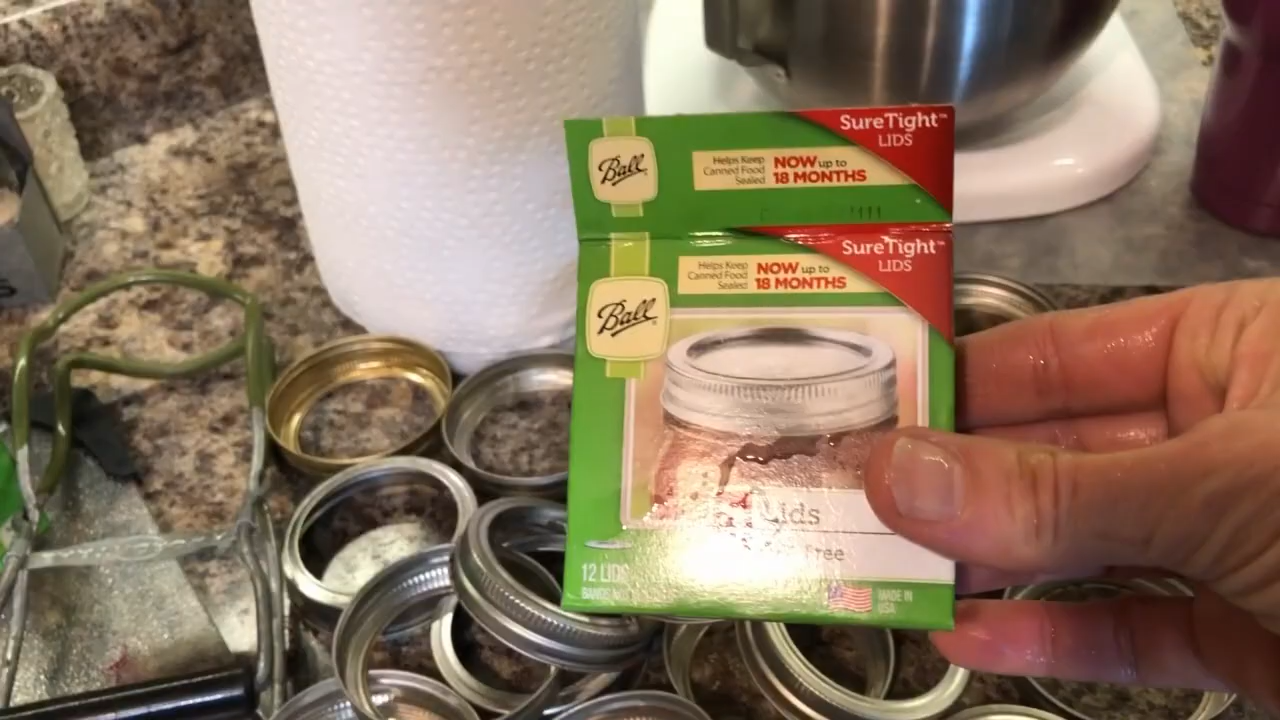 SureTight™
LIDS
Ball
Helps Keep
Canned Food
Sealed
NOW up to
18 MONTHS
SureTight™
LIDS
Helps Keep
Canned Food
Sealed
NOW up to
18 MONTHS
Ball®
Lids
Free
12 LIDS
BANDS
MADE IN
USA